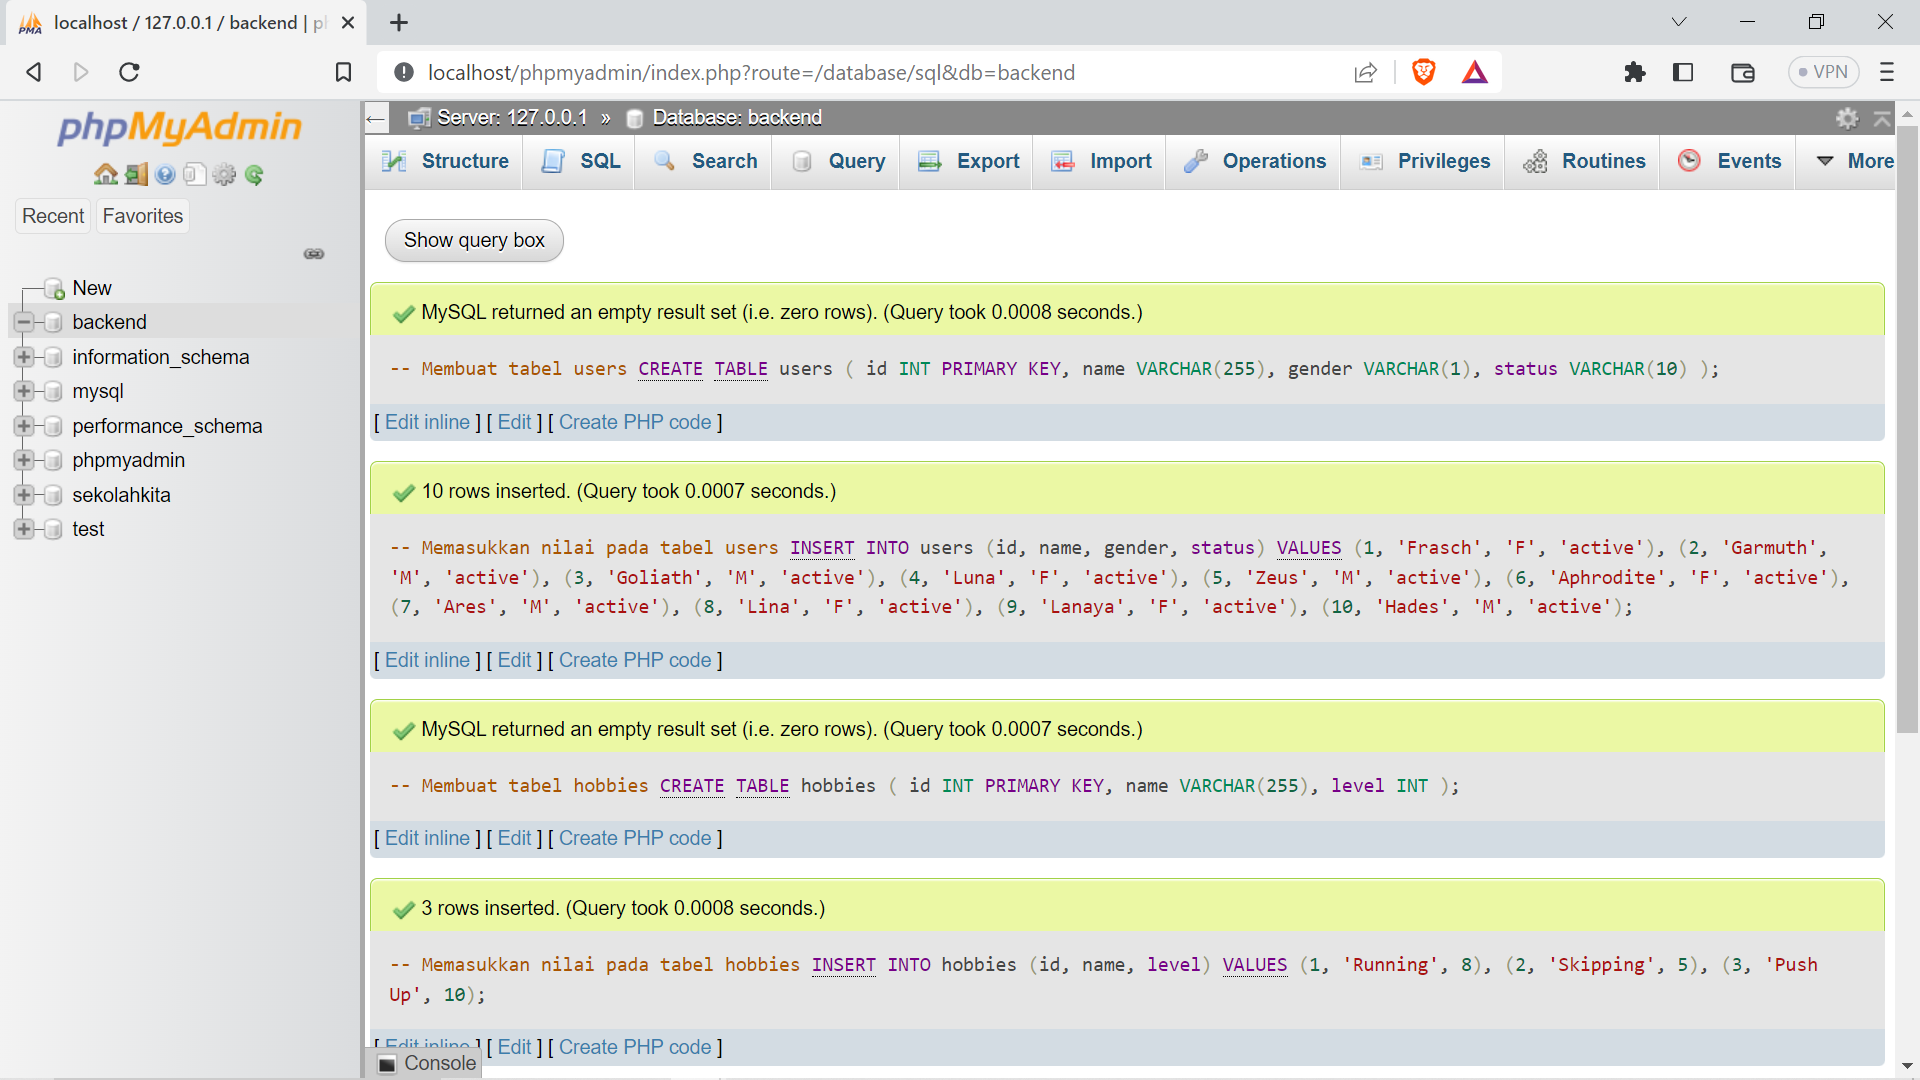 localhost / 127.0.0.1 / backend |
localhost/phpmyadmin/index.php?route=/database/sql&db=backend
VPN
phpMyAdmin
Recent
Favorites
New
backend
information_schema
mysql
performance_schema
phpmyadmin
sekolahkita
test
Server: 127.0.0.1 » Database: backend
Structure
SQL
Search
Query
Export
Import
Operations
Privileges
Routines
Events
More
Show query box
MySQL returned an empty result set (i.e. zero rows). (Query took 0.0008 seconds.)
-- Membuat tabel users CREATE TABLE users ( id INT PRIMARY KEY, name VARCHAR(255), gender VARCHAR(1), status VARCHAR(10) );
[ Edit inline ] [ Edit ] [ Create PHP code ]
10 rows inserted. (Query took 0.0007 seconds.)
-- Memasukkan nilai pada tabel users INSERT INTO users (id, name, gender, status) VALUES (1, 'Frasch', 'F', 'active'), (2, 'Garmuth',
'M', 'active'), (3, 'Goliath', 'M', 'active'), (4, 'Luna', 'F', 'active'), (5, 'Zeus', 'M', 'active'), (6, 'Aphrodite', 'F', 'active'),
(7, 'Ares', 'M', 'active'), (8, 'Lina', 'F', 'active'), (9, 'Lanaya', 'F', 'active'), (10, 'Hades', 'M', 'active');
[ Edit inline ] [ Edit ] [ Create PHP code ]
MySQL returned an empty result set (i.e. zero rows). (Query took 0.0007 seconds.)
-- Membuat tabel hobbies CREATE TABLE hobbies ( id INT PRIMARY KEY, name VARCHAR(255), level INT );
[ Edit inline ] [ Edit ] [ Create PHP code ]
3 rows inserted. (Query took 0.0008 seconds.)
-- Memasukkan nilai pada tabel hobbies INSERT INTO hobbies (id, name, level) VALUES (1, 'Running', 8), (2, 'Skipping', 5), (3, 'Push
Up', 10);
[ Edit inline ] [ Edit ] [ Create PHP code ]
Console